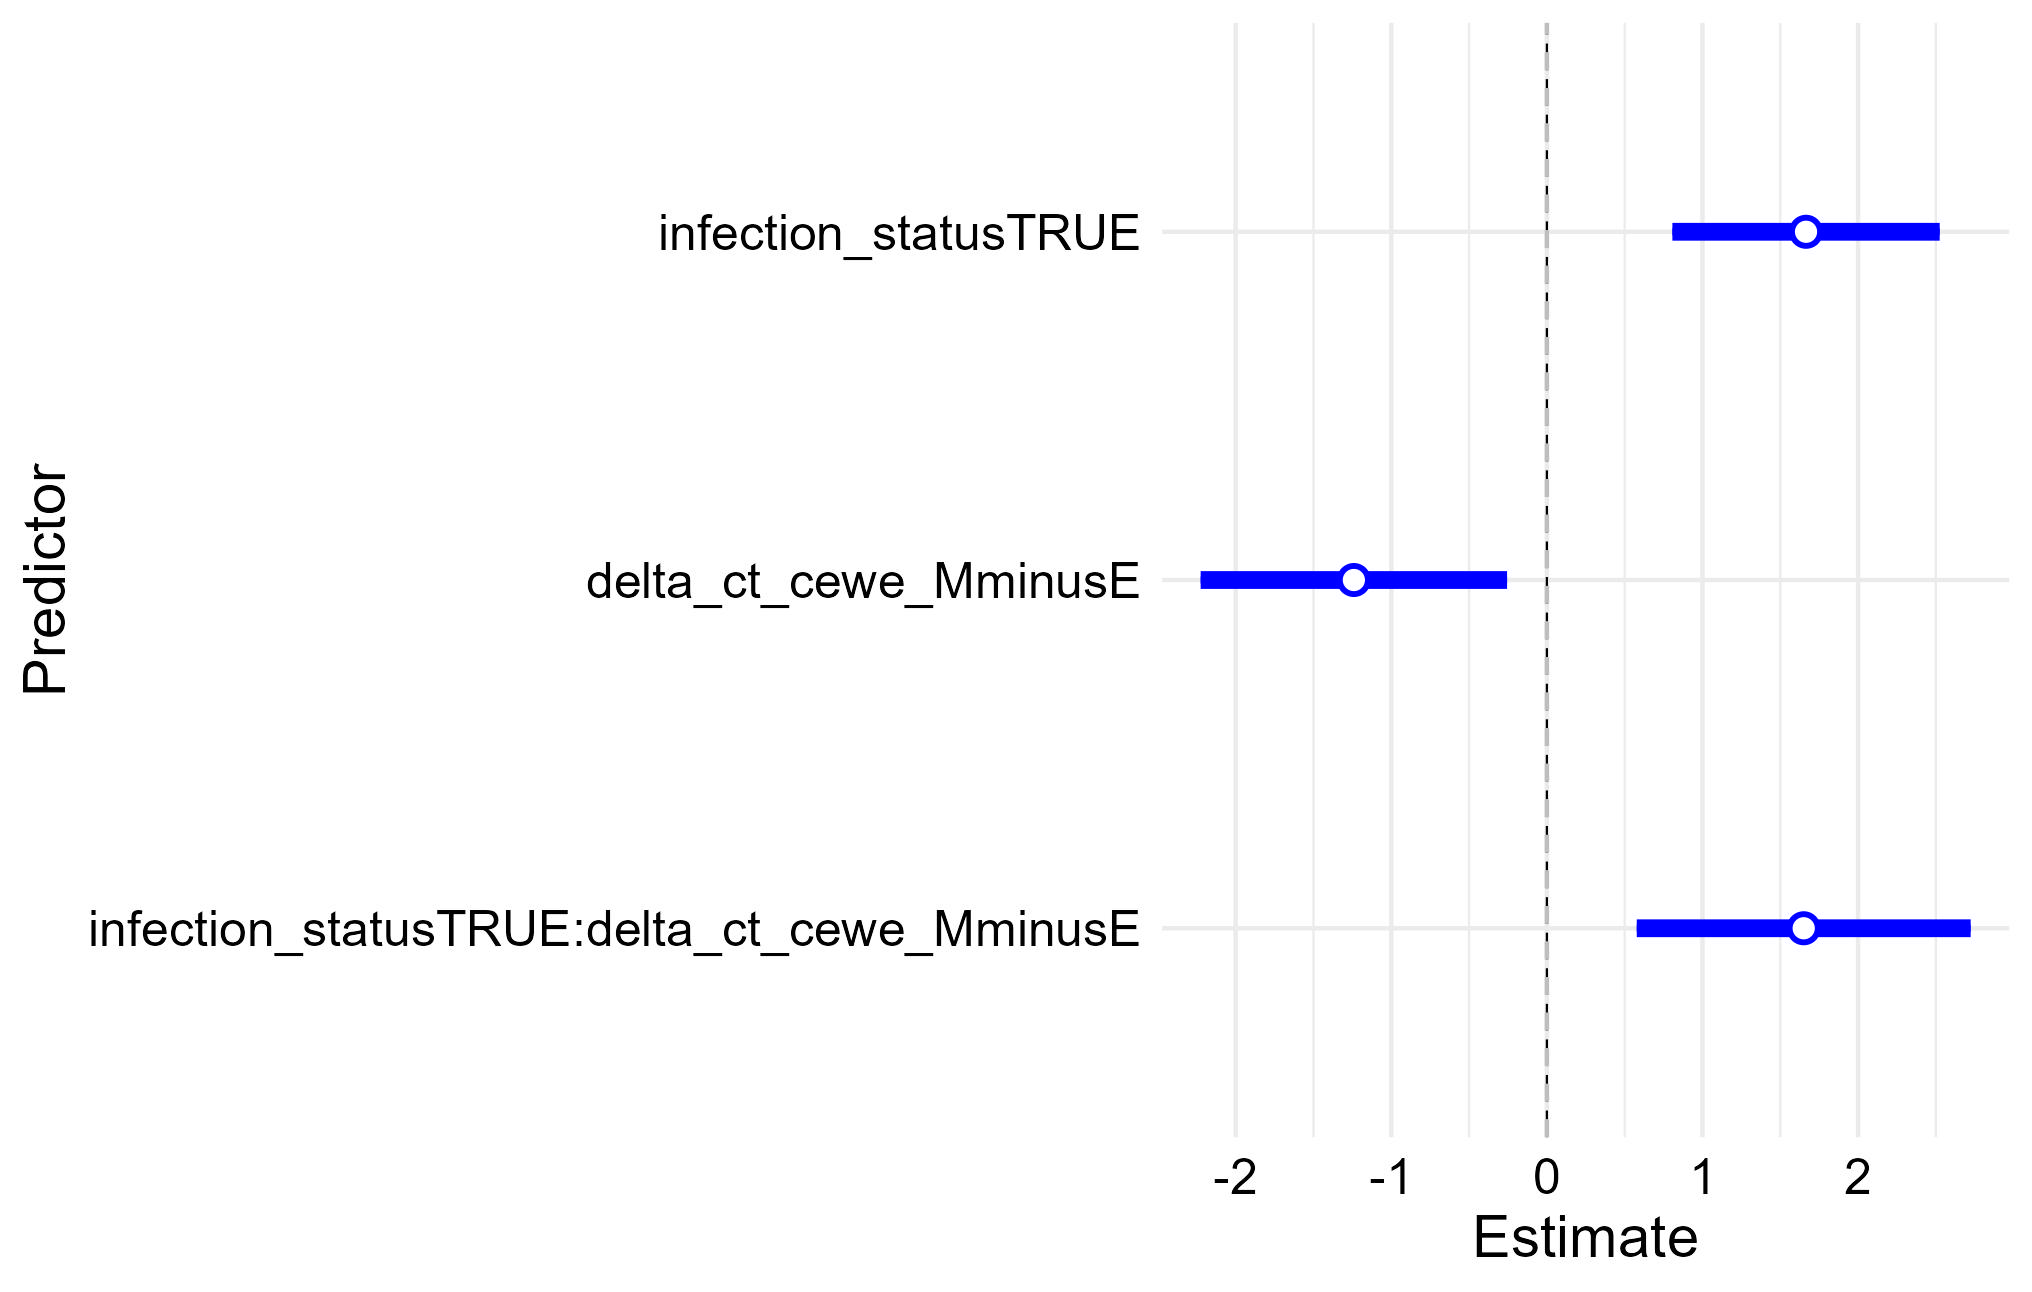 Predictor
infection_statusTRUE
delta_ct_cewe_MminusE
infection_statusTRUE:delta_ct_cewe_MminusE
-2 -1 0 1 2
Estimate